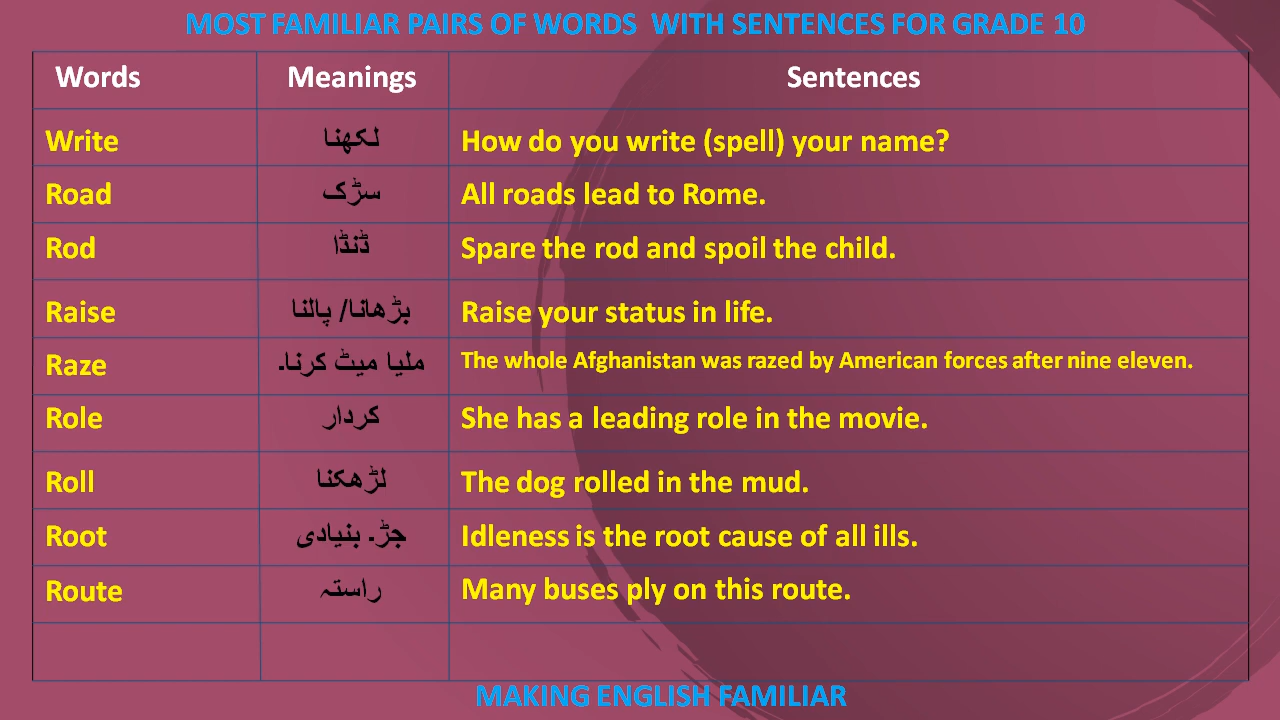 MOST FAMILIAR PAIRS OF WORDS WITH SENTENCES FOR GRADE 10
Words Meanings Sentences
Write لکھنا How do you write (spell) your name?
Road سڑک All roads lead to Rome.
Rod ڈنڈا Spare the rod and spoil the child.
Raise بڑھانا/ پالنا Raise your status in life.
Raze ملیا میٹ کرنا۔ The whole Afghanistan was razed by American forces after nine eleven.
Role کردار She has a leading role in the movie.
Roll لڑھکنا The dog rolled in the mud.
Root جڑ۔ بنیادی Idleness is the root cause of all ills.
Route راستہ Many buses ply on this route.
MAKING ENGLISH FAMILIAR